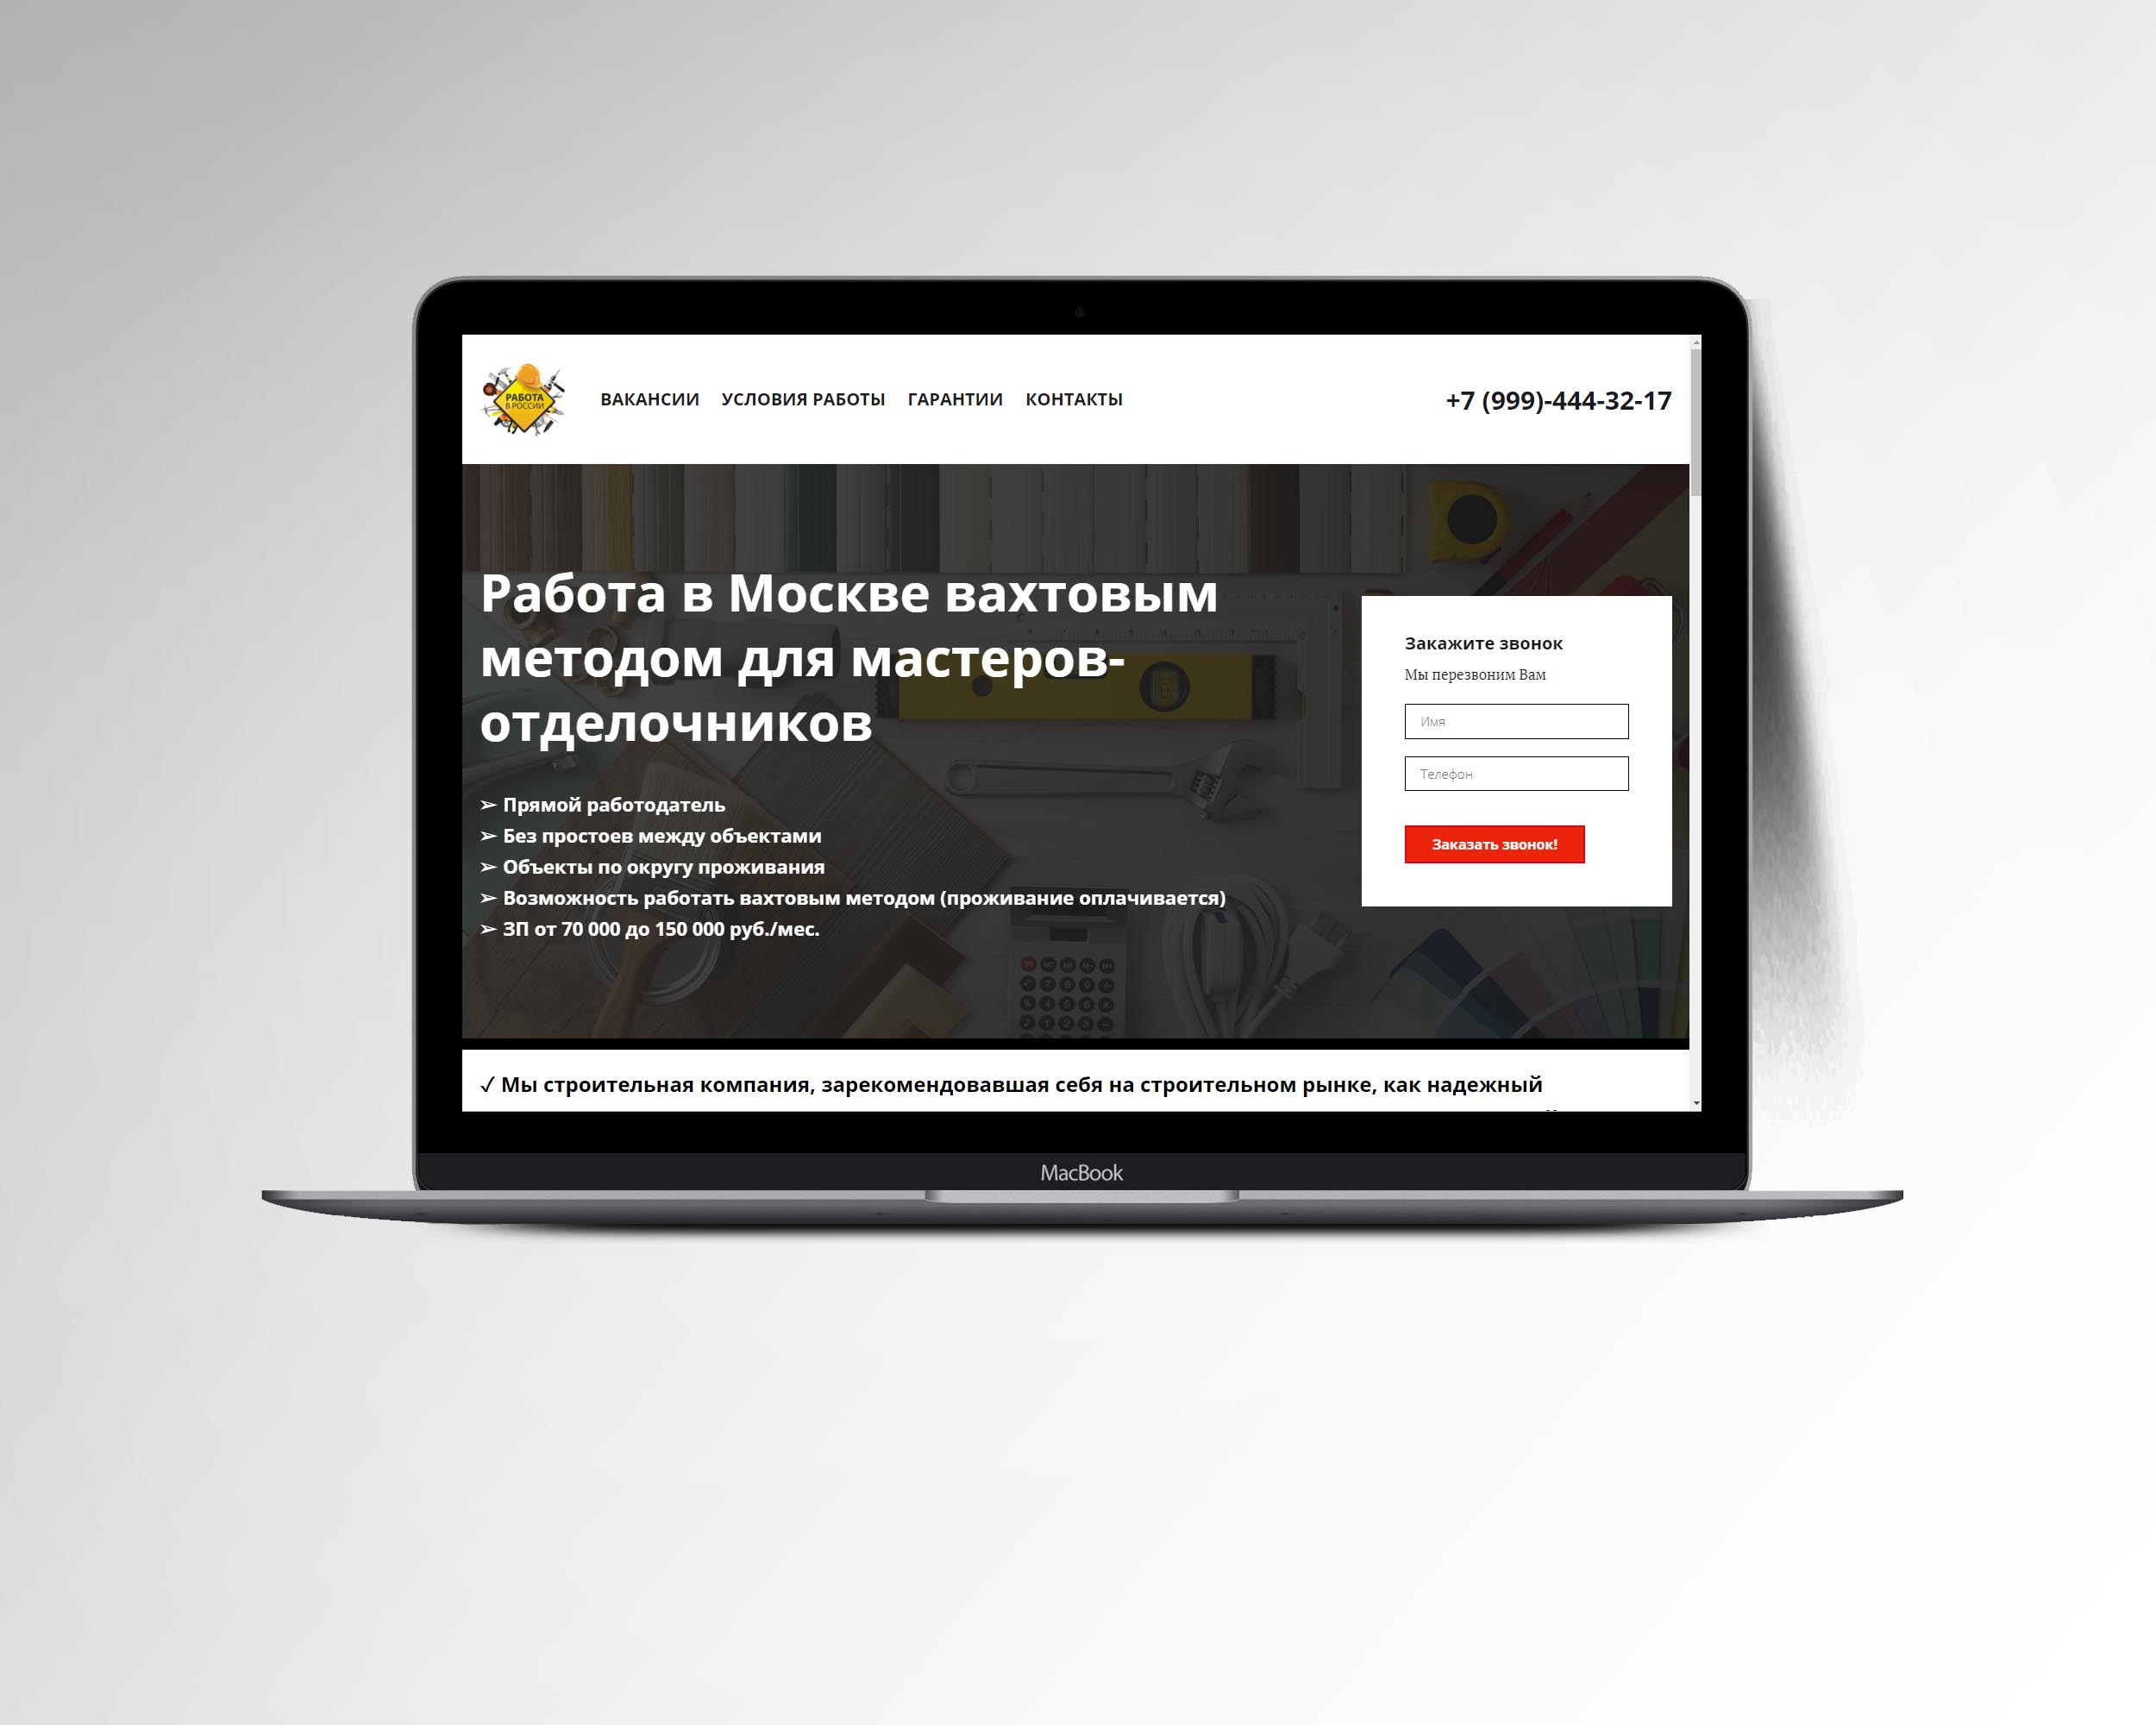 РАБОТА
В РОССИИ
ВАКАНСИИ УСЛОВИЯ РАБОТЫ ГАРАНТИИ КОНТАКТЫ
+7 (999)-444-32-17
Работа в Москве вахтовым
методом для мастеров-
отделочников
➢ Прямой работодатель
➢ Без простоев между объектами
➢ Объекты по округу проживания
➢ Возможность работать вахтовым методом (проживание оплачивается)
➢ ЗП от 70 000 до 150 000 руб./мес.
Закажите звонок
Мы перезвоним Вам
Имя
Телефон
Заказать звонок!
✓ Мы строительная компания, зарекомендовавшая себя на строительном рынке, как надежный
MacBook